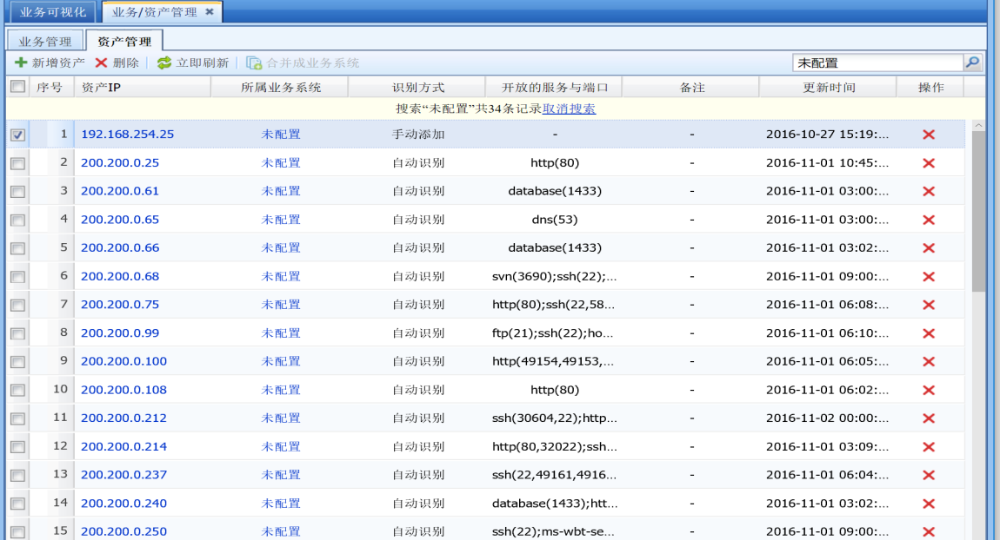 业务可视化 业务/资产管理
业务管理 资产管理
新增资产 删除 立即刷新 合并成业务系统 未配置
序号 资产IP 所属业务系统 识别方式 开放的服务与端口 备注 更新时间 操作
搜索“未配置”共34条记录取消搜索
1 192.168.254.25 未配置 手动添加 - - 2016-10-27 15:19:...
2 200.200.0.25 未配置 自动识别 http(80) - 2016-11-01 10:45:...
3 200.200.0.61 未配置 自动识别 database(1433) - 2016-11-01 03:00:...
4 200.200.0.65 未配置 自动识别 dns(53) - 2016-11-01 03:00:...
5 200.200.0.66 未配置 自动识别 database(1433) - 2016-11-01 03:02:...
6 200.200.0.68 未配置 自动识别 svn(3690);ssh(22);... - 2016-11-01 09:00:...
7 200.200.0.75 未配置 自动识别 http(80);ssh(22,58... - 2016-11-01 06:08:...
8 200.200.0.99 未配置 自动识别 ftp(21);ssh(22);ho... - 2016-11-01 06:10:...
9 200.200.0.100 未配置 自动识别 http(49154,49153,... - 2016-11-01 06:05:...
10 200.200.0.108 未配置 自动识别 http(80) - 2016-11-01 06:02:...
11 200.200.0.212 未配置 自动识别 ssh(30604,22);http... - 2016-11-02 00:00:...
12 200.200.0.214 未配置 自动识别 http(80,32022);ssh... - 2016-11-01 03:09:...
13 200.200.0.237 未配置 自动识别 ssh(22,49161,4916... - 2016-11-01 06:04:...
14 200.200.0.240 未配置 自动识别 database(1433);htt... - 2016-11-01 03:02:...
15 200.200.0.250 未配置 自动识别 ssh(22);ms-wbt-se... - 2016-11-01 09:00:...